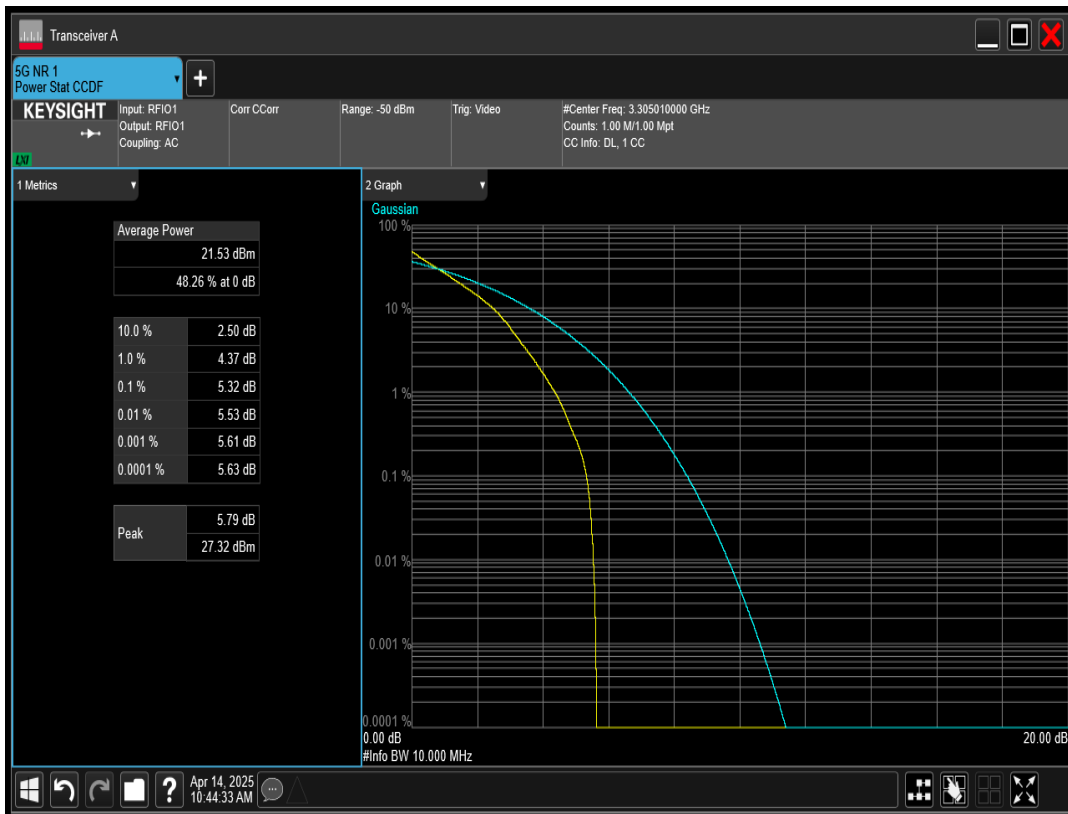 Transceiver A
5G NR 1
Power Stat CCDF
+
KEYSIGHT
LXI
Input: RFIO1
Output: RFIO1
Coupling: AC
Corr CCorr
Range: -50 dBm
Trig: Video
#Center Freq: 3.305010000 GHz
Counts: 1.00 M/1.00 Mpt
CC Info: DL, 1 CC
1 Metrics
Average Power
21.53 dBm
48.26 % at 0 dB
10.0 % 2.50 dB
1.0 % 4.37 dB
0.1 % 5.32 dB
0.01 % 5.53 dB
0.001 % 5.61 dB
0.0001 % 5.63 dB
Peak
5.79 dB
27.32 dBm
2 Graph
Gaussian
100 %
10 %
1 %
0.1 %
0.01 %
0.001 %
0.0001 %
0.00 dB
20.00 dB
#Info BW 10.000 MHz
?
Apr 14, 2025
10:44:33 AM